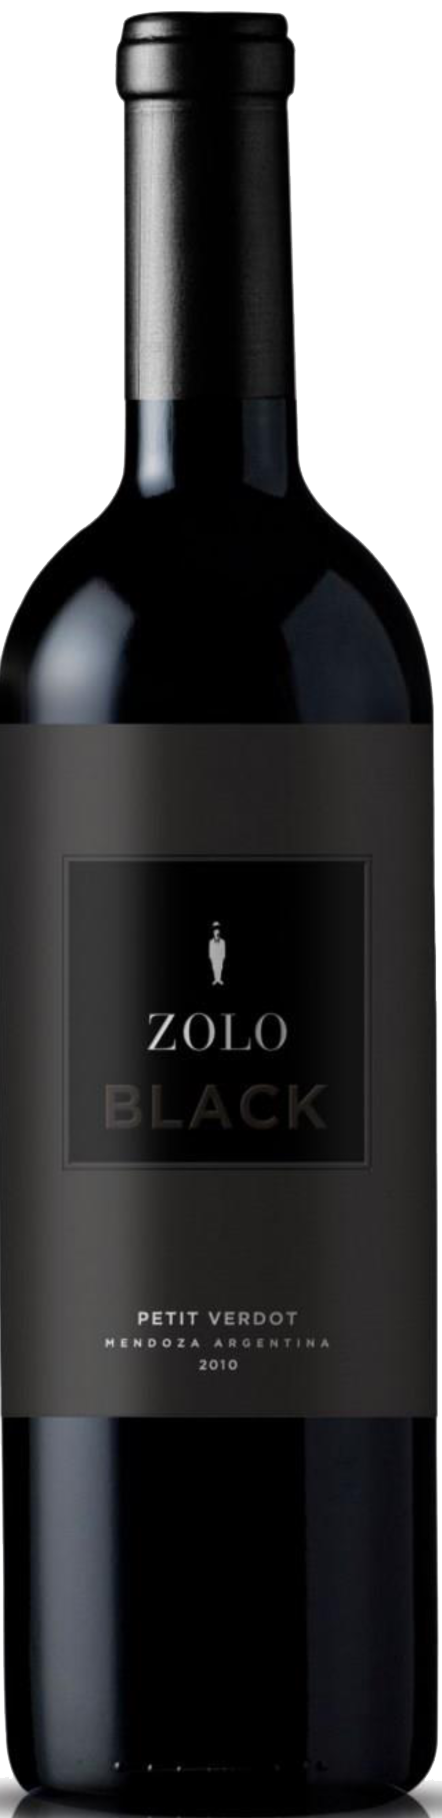 ZOLO
BLACK
PETIT VERDOT
MENDOZA ARGENTINA
2010